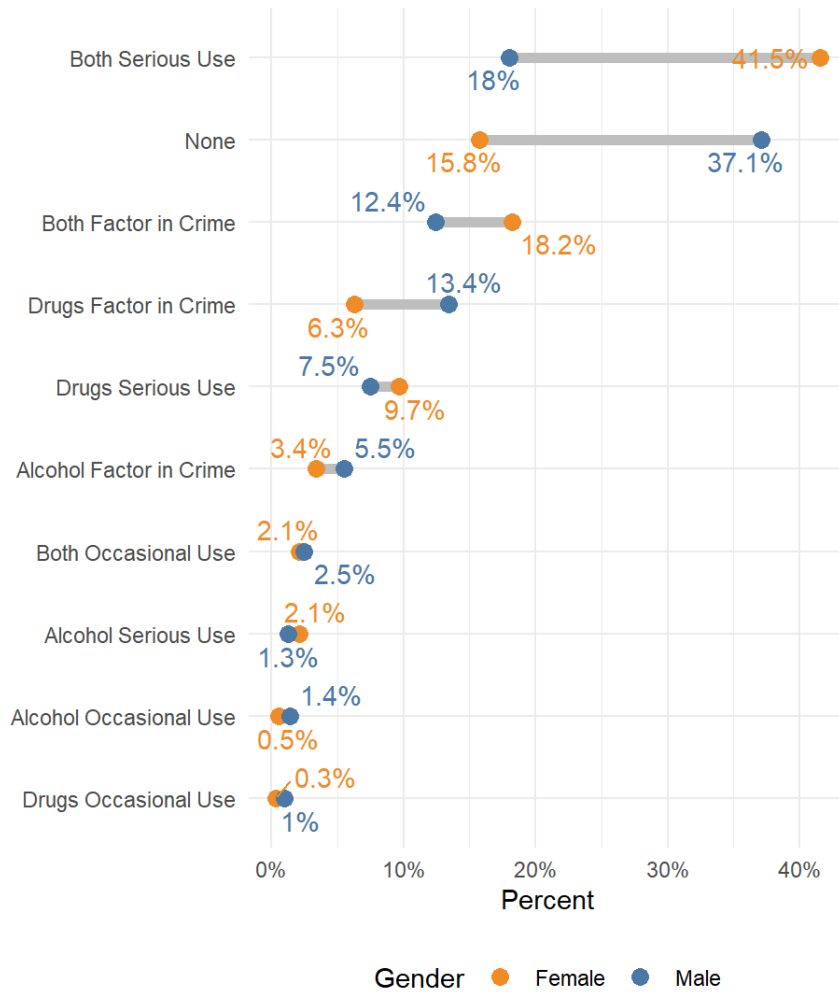 Both Serious Use
41.5%
18%
None
15.8%
37.1%
12.4%
Both Factor in Crime
18.2%
13.4%
Drugs Factor in Crime
6.3%
7.5%
Drugs Serious Use
9.7%
3.4%
5.5%
Alcohol Factor in Crime
2.1%
Both Occasional Use
2.5%
2.1%
Alcohol Serious Use
1.3%
1.4%
Alcohol Occasional Use
0.5%
0.3%
Drugs Occasional Use
1%
0% 10% 20% 30% 40%
Percent
Gender Female Male